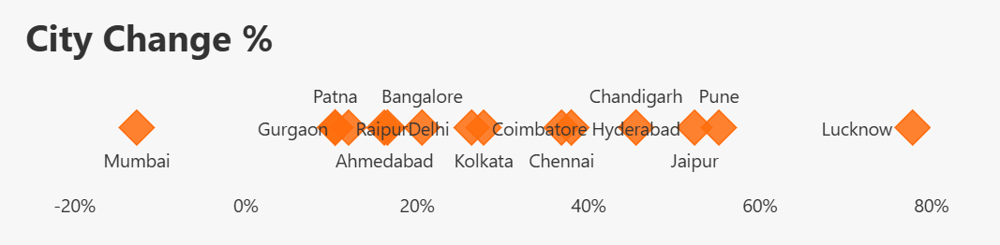 City Change %
Patna Bangalore Chandigarh Pune
Gurgaon Raipur Delhi Coimbatore Hyderabad Lucknow
Mumbai Ahmedabad Kolkata Chennai Jaipur
-20% 0% 20% 40% 60% 80%